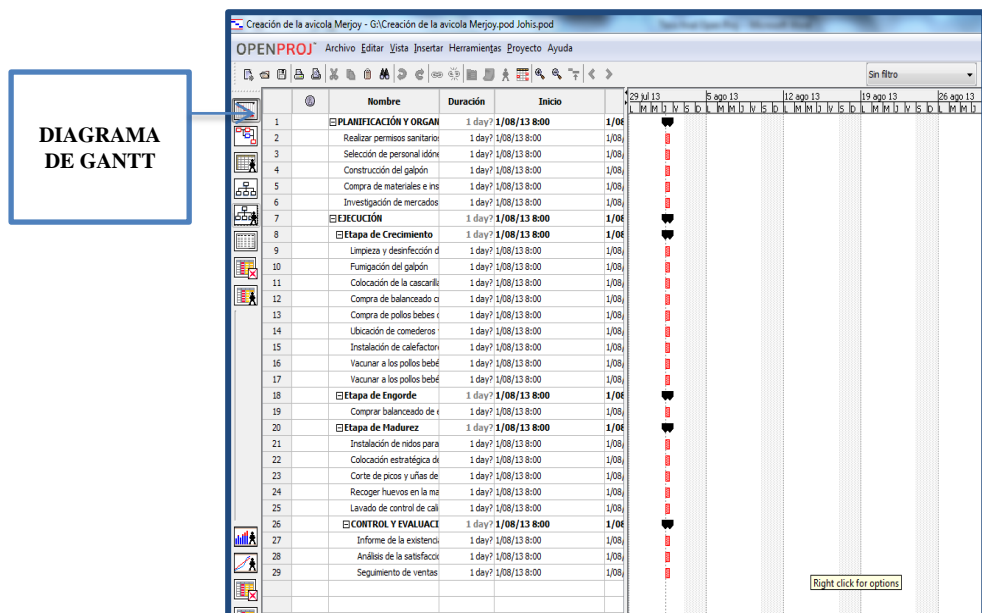 Creación de la avicola Merjoy - G:\Creación de la avicola Merjoy.pod Johis.pod
OPENPROJ Archivo Editar Vista Insertar Herramientas Proyecto Ayuda
Sin filtro
DIAGRAMA
DE GANTT
Nombre Duración Inicio
29 jul 13 5 ago 13 12 ago 13 19 ago 13 26 ago 13
L M M J V S D L M M J V S D L M M J V S D L M M J V S D L M M J
1 PLANIFICACIÓN Y ORGAN 1 day? 1/08/13 8:00 1/08
2 Realizar permisos sanitarios 1 day? 1/08/13 8:00 1/08/
3 Selección de personal idóne 1 day? 1/08/13 8:00 1/08/
4 Construcción del galpón 1 day? 1/08/13 8:00 1/08/
5 Compra de materiales e ins 1 day? 1/08/13 8:00 1/08/
6 Investigación de mercados 1 day? 1/08/13 8:00 1/08/
7 EJECUCIÓN 1 day? 1/08/13 8:00 1/08
8 Etapa de Crecimiento 1 day? 1/08/13 8:00 1/08
9 Limpieza y desinfección d 1 day? 1/08/13 8:00 1/08/
10 Fumigación del galpón 1 day? 1/08/13 8:00 1/08/
11 Colocación de la cascarilla 1 day? 1/08/13 8:00 1/08/
12 Compra de balanceado c 1 day? 1/08/13 8:00 1/08/
13 Compra de pollos bebes 1 day? 1/08/13 8:00 1/08/
14 Ubicación de comederos 1 day? 1/08/13 8:00 1/08/
15 Instalación de calefactor 1 day? 1/08/13 8:00 1/08/
16 Vacunar a los pollos bebé 1 day? 1/08/13 8:00 1/08/
17 Vacunar a los pollos bebé 1 day? 1/08/13 8:00 1/08/
18 Etapa de Engorde 1 day? 1/08/13 8:00 1/08
19 Comprar balanceado de e 1 day? 1/08/13 8:00 1/08/
20 Etapa de Madurez 1 day? 1/08/13 8:00 1/08
21 Instalación de nidos para 1 day? 1/08/13 8:00 1/08/
22 Colocación estratégica de 1 day? 1/08/13 8:00 1/08/
23 Corte de picos y uñas de 1 day? 1/08/13 8:00 1/08/
24 Recoger huevos en la ma 1 day? 1/08/13 8:00 1/08/
25 Lavado de control de cali 1 day? 1/08/13 8:00 1/08/
26 CONTROL Y EVALUACI 1 day? 1/08/13 8:00 1/08
27 Informe de la existenci 1 day? 1/08/13 8:00 1/08/
28 Análisis de la satisfacci 1 day? 1/08/13 8:00 1/08/
29 Seguimiento de ventas 1 day? 1/08/13 8:00 1/08/
Right click for options